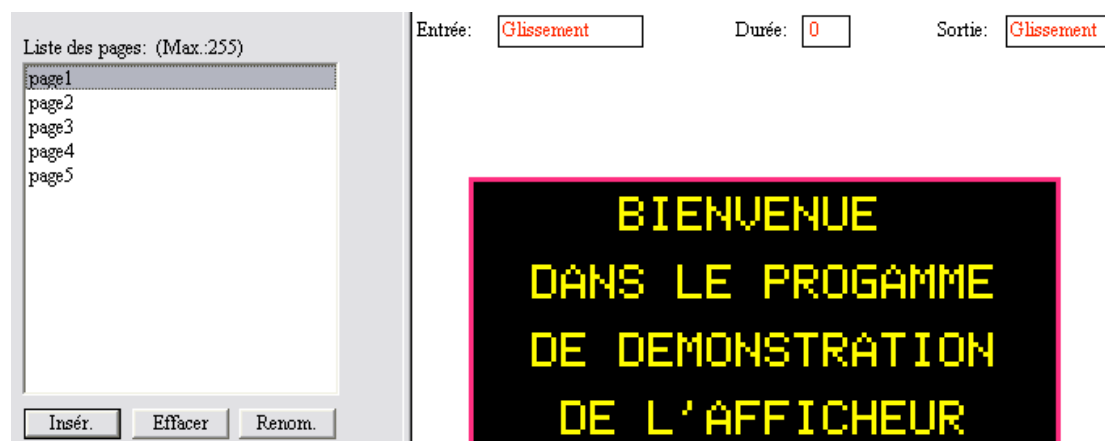 Liste des pages: (Max.:255)
page1
page2
page3
page4
page5
Insér. Effacer Renom.
Entrée: Glissement Durée: 0 Sortie: Glissement
BIENVENUE
DANS LE PROGAMME
DE DEMONSTRATION
DE L'AFFICHEUR